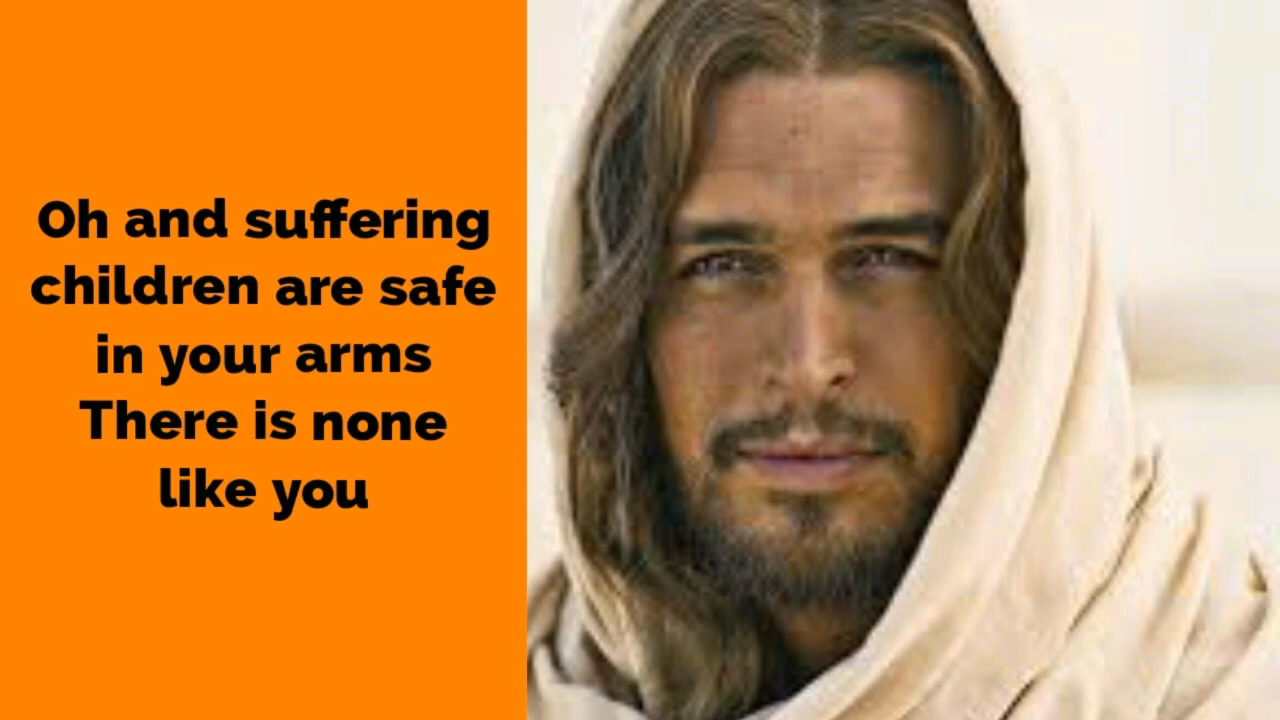 Oh and suffering
children are safe
in your arms
There is none
like you